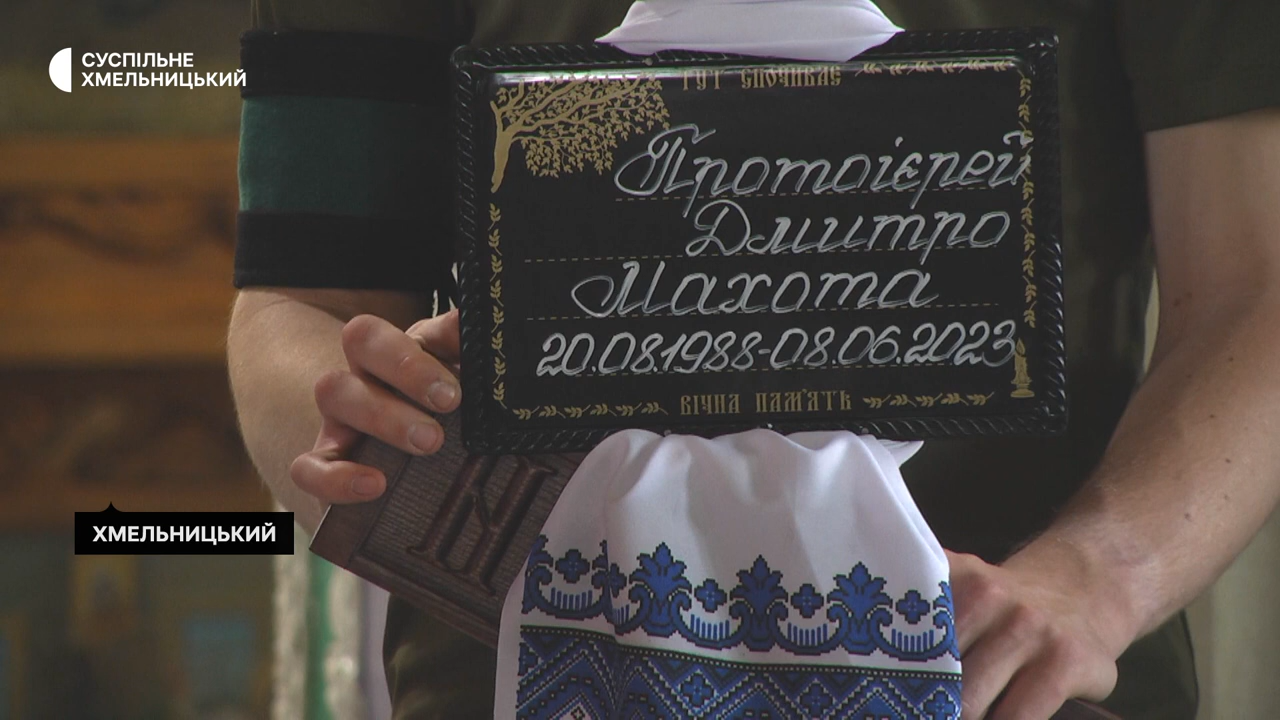 СУСПІЛЬНЕ
ХМЕЛЬНИЦЬКИЙ
ТУТ СПОЧИВАЄ
Протоієрей
Дмитро
Махота
20.08.1988-08.06.2023
ВІЧНА ПАМ'ЯТЬ
ХМЕЛЬНИЦЬКИЙ